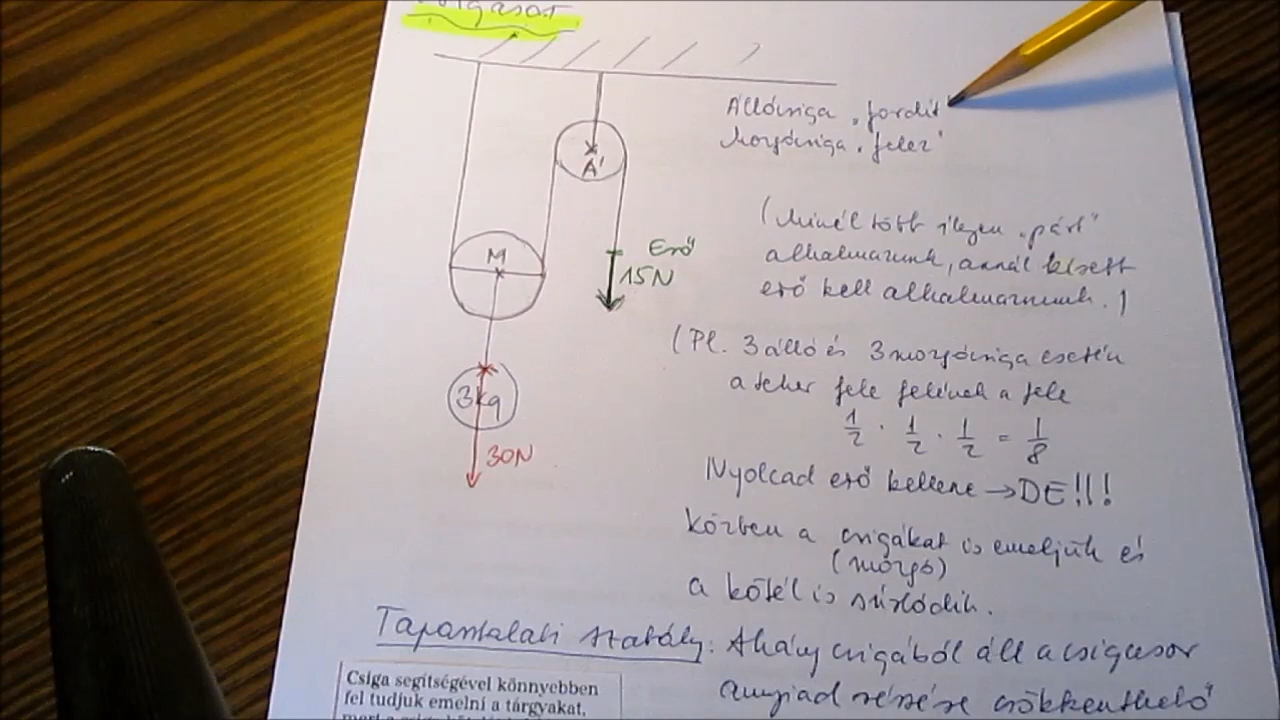 Állócsiga „fordít
Mozgócsiga „felez"
A'
M
Erő
15N
3kg
30N
(Minél több ilyen „párt"
alkalmazunk, annál kisebb
erő kell alkalmaznunk.)
(Pl. 3 álló és 3 mozgócsiga esetén
a teher fele felének a fele
1/2 · 1/2 · 1/2 = 1/8
Nyolcad erő kellene → DE!!!
közben a csigákat is emeljük és
(mozgó)
a kötél is súrlódik.
Tapasztalati szabály: Ahány csigából áll a csigasor
annyiad részére csökkenthető
Csiga segítségével könnyebben
fel tudjuk emelni a tárgyakat,